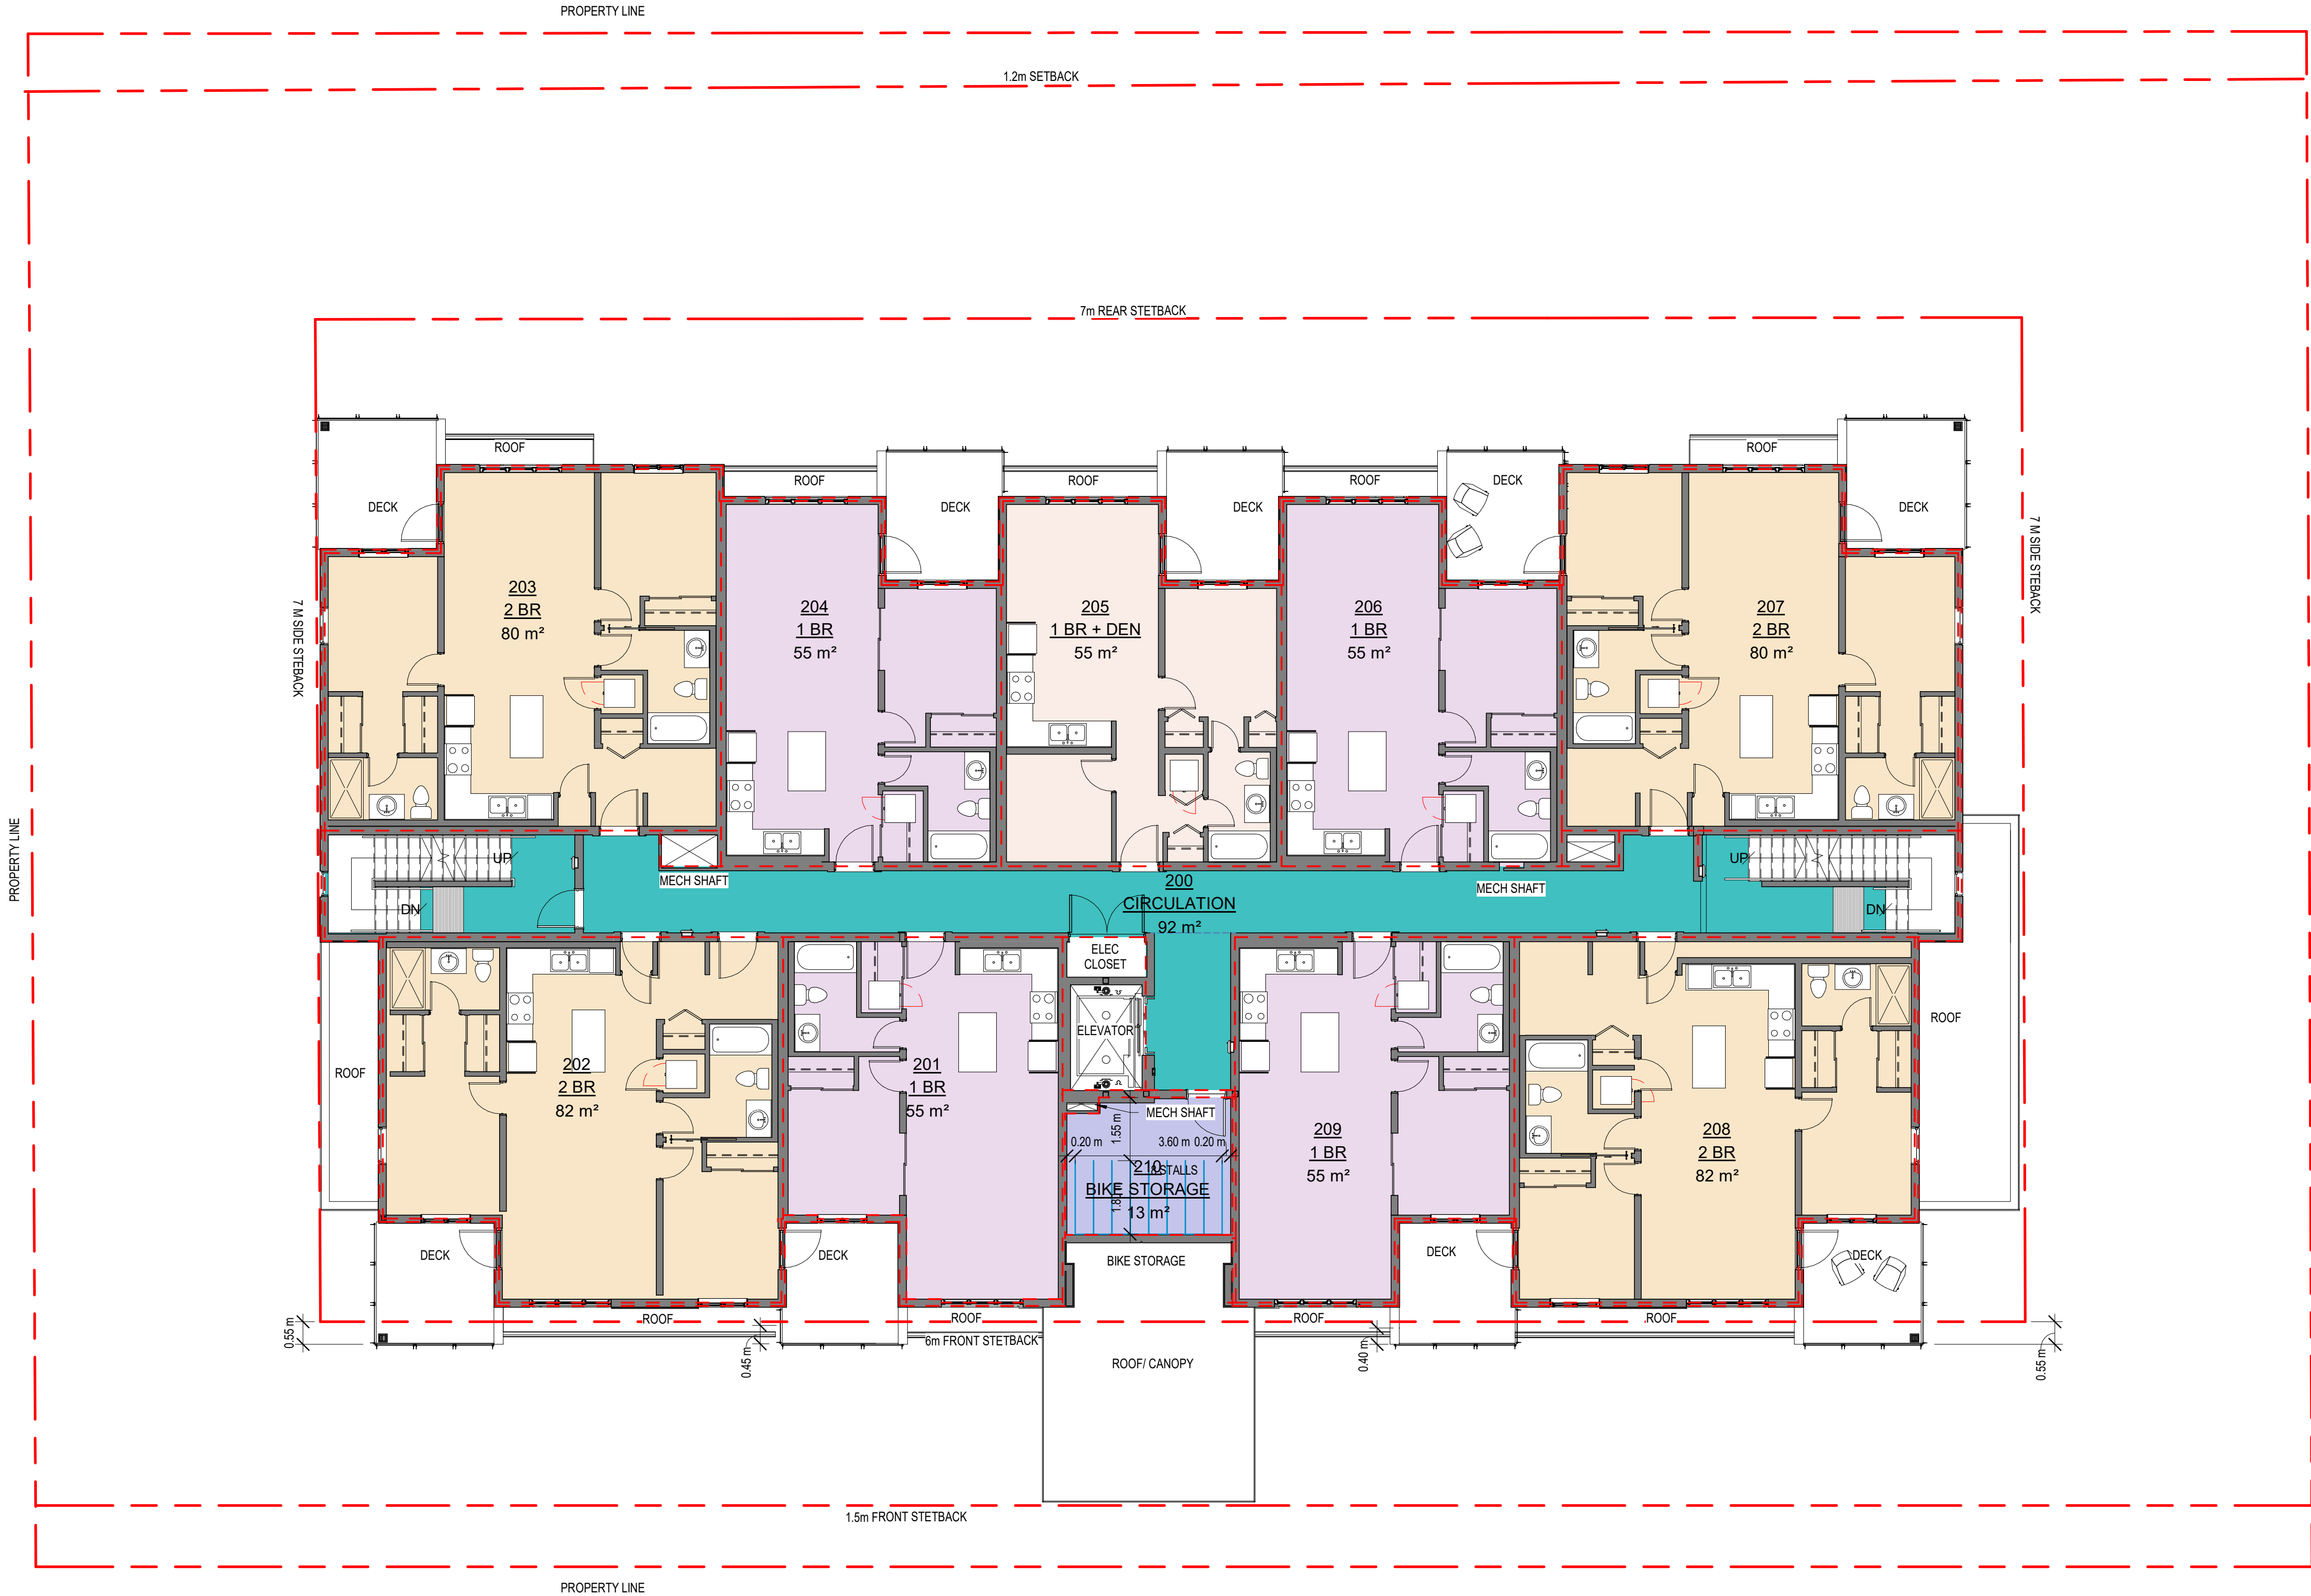 PROPERTY LINE
1.2m SETBACK
7m REAR STETBACK
ROOF
ROOF
DECK
ROOF
ROOF
ROOF
DECK
DECK
DECK
DECK
DECK
7 M SIDE STEBACK
7 M SIDE STEBACK
203
2 BR
80 m²
204
1 BR
55 m²
205
1 BR + DEN
55 m²
206
1 BR
55 m²
207
2 BR
80 m²
PROPERTY LINE
UP
DN
MECH SHAFT
200
CIRCULATION
92 m²
MECH SHAFT
UP
DN
ELEC
CLOSET
ELEVATOR
ROOF
202
2 BR
82 m²
201
1 BR
55 m²
MECH SHAFT
0.20 m
1.55 m
3.60 m
0.20 m
8 STALLS
210
BIKE STORAGE
13 m²
209
1 BR
55 m²
208
2 BR
82 m²
ROOF
DECK
DECK
BIKE STORAGE
DECK
DECK
ROOF
ROOF
ROOF
.ROOF
6m FRONT STETBACK
0.55 m
0.45 m
0.40 m
0.55 m
ROOF/ CANOPY
1.5m FRONT STETBACK
PROPERTY LINE